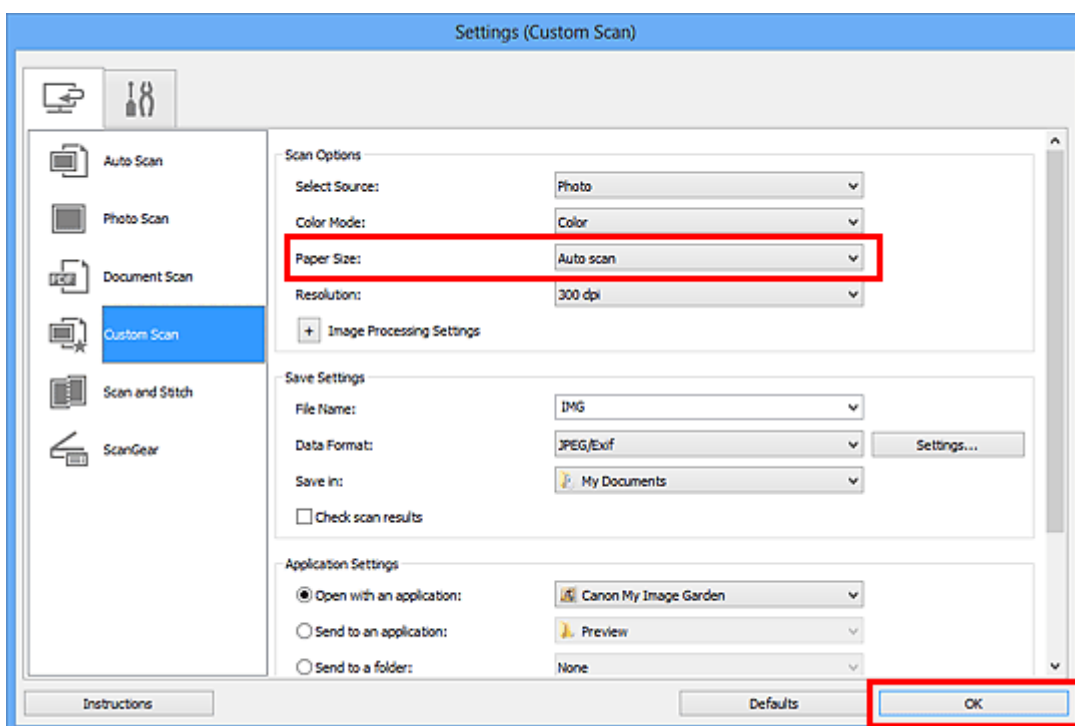 Settings (Custom Scan)
Auto Scan
Photo Scan
Document Scan
Custom Scan
Scan and Stitch
ScanGear
Scan Options
Select Source: Photo
Color Mode: Color
Paper Size: Auto scan
Resolution: 300 dpi
+ Image Processing Settings
Save Settings
File Name: IMG
Data Format: JPEG/Exif Settings...
Save in: My Documents
Check scan results
Application Settings
Open with an application: Canon My Image Garden
Send to an application: Preview
Send to a folder: None
Instructions Defaults OK